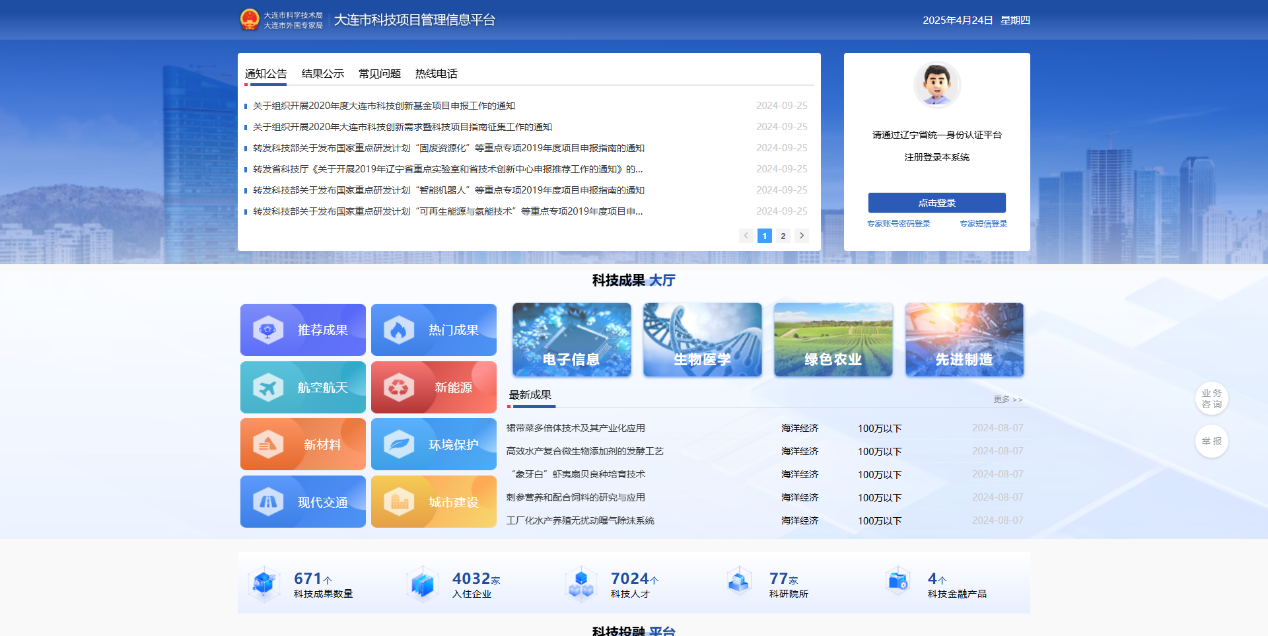 大连市科学技术局
大连市外国专家局
大连市科技项目管理信息平台
2025年4月24日 星期四
通知公告 结果公示 常见问题 热线电话
关于组织开展2020年度大连市科技创新基金项目申报工作的通知 2024-09-25
关于组织开展2020年大连市科技创新需求暨科技项目指南征集工作的通知 2024-09-25
转发科技部关于发布国家重点研发计划“固废资源化”等重点专项2019年度项目申报指南的通知 2024-09-25
转发省科技厅《关于开展2019年辽宁省重点实验室和省技术创新中心申报推荐工作的通知》的... 2024-09-25
转发科技部关于发布国家重点研发计划“智能机器人”等重点专项2019年度项目申报指南的通知 2024-09-25
转发科技部关于发布国家重点研发计划“可再生能源与氢能技术”等重点专项2019年度项目申... 2024-09-25
< 1 2 >
请通过辽宁省统一身份认证平台
注册登录本系统
点击登录
专家账号密码登录 专家短信登录
科技成果 大厅
推荐成果 热门成果
航空航天 新能源
新材料 环境保护
现代交通 城市建设
电子信息 生物医学 绿色农业 先进制造
最新成果 更多 >>
裙带菜多倍体技术及其产业化应用 海洋经济 100万以下 2024-08-07
高效水产复合微生物添加剂的发酵工艺 海洋经济 100万以下 2024-08-07
“象牙白”虾夷扇贝良种培育技术 海洋经济 100万以下 2024-08-07
刺参营养和配合饲料的研究与应用 海洋经济 100万以下 2024-08-07
工厂化水产养殖无扰动曝气除沫系统 海洋经济 100万以下 2024-08-07
业务
咨询
举报
671个 4032家 7024个 77家 4个
科技成果数量 入住企业 科技人才 科研院所 科技金融产品
科技投融 平台